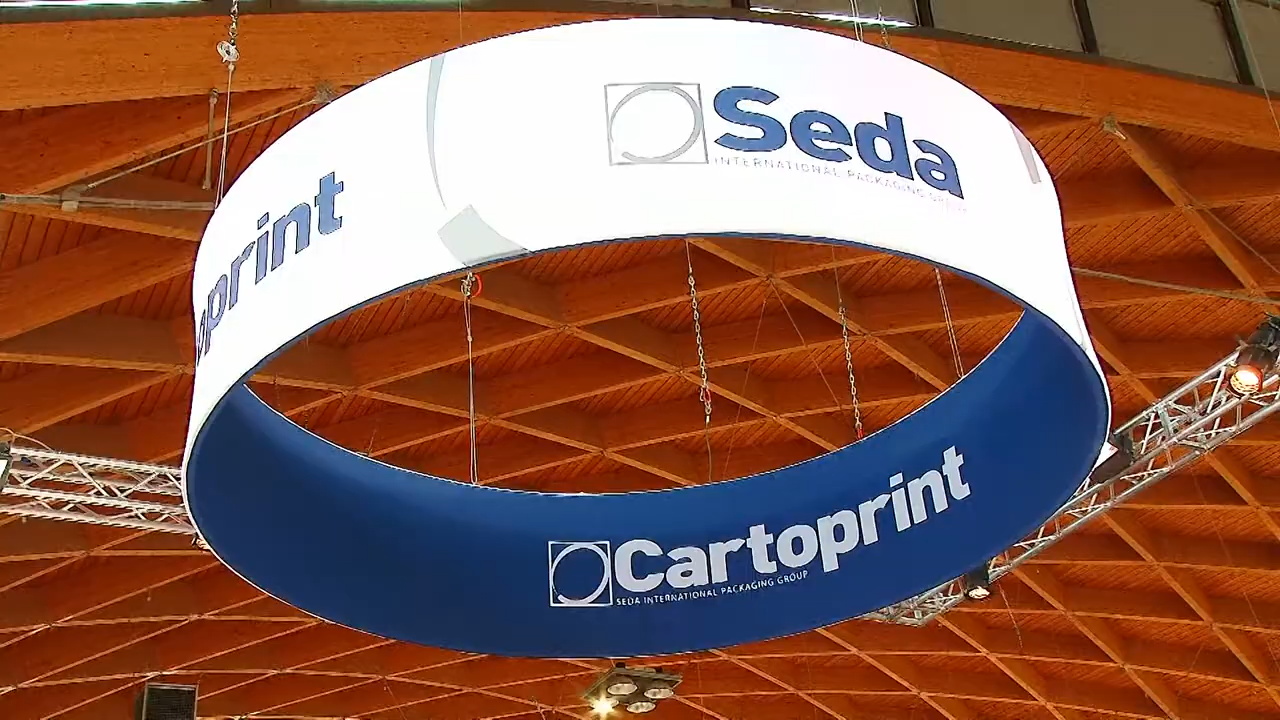 Seda
INTERNATIONAL PACKAGING GROUP
print
Cartoprint
SEDA INTERNATIONAL PACKAGING GROUP